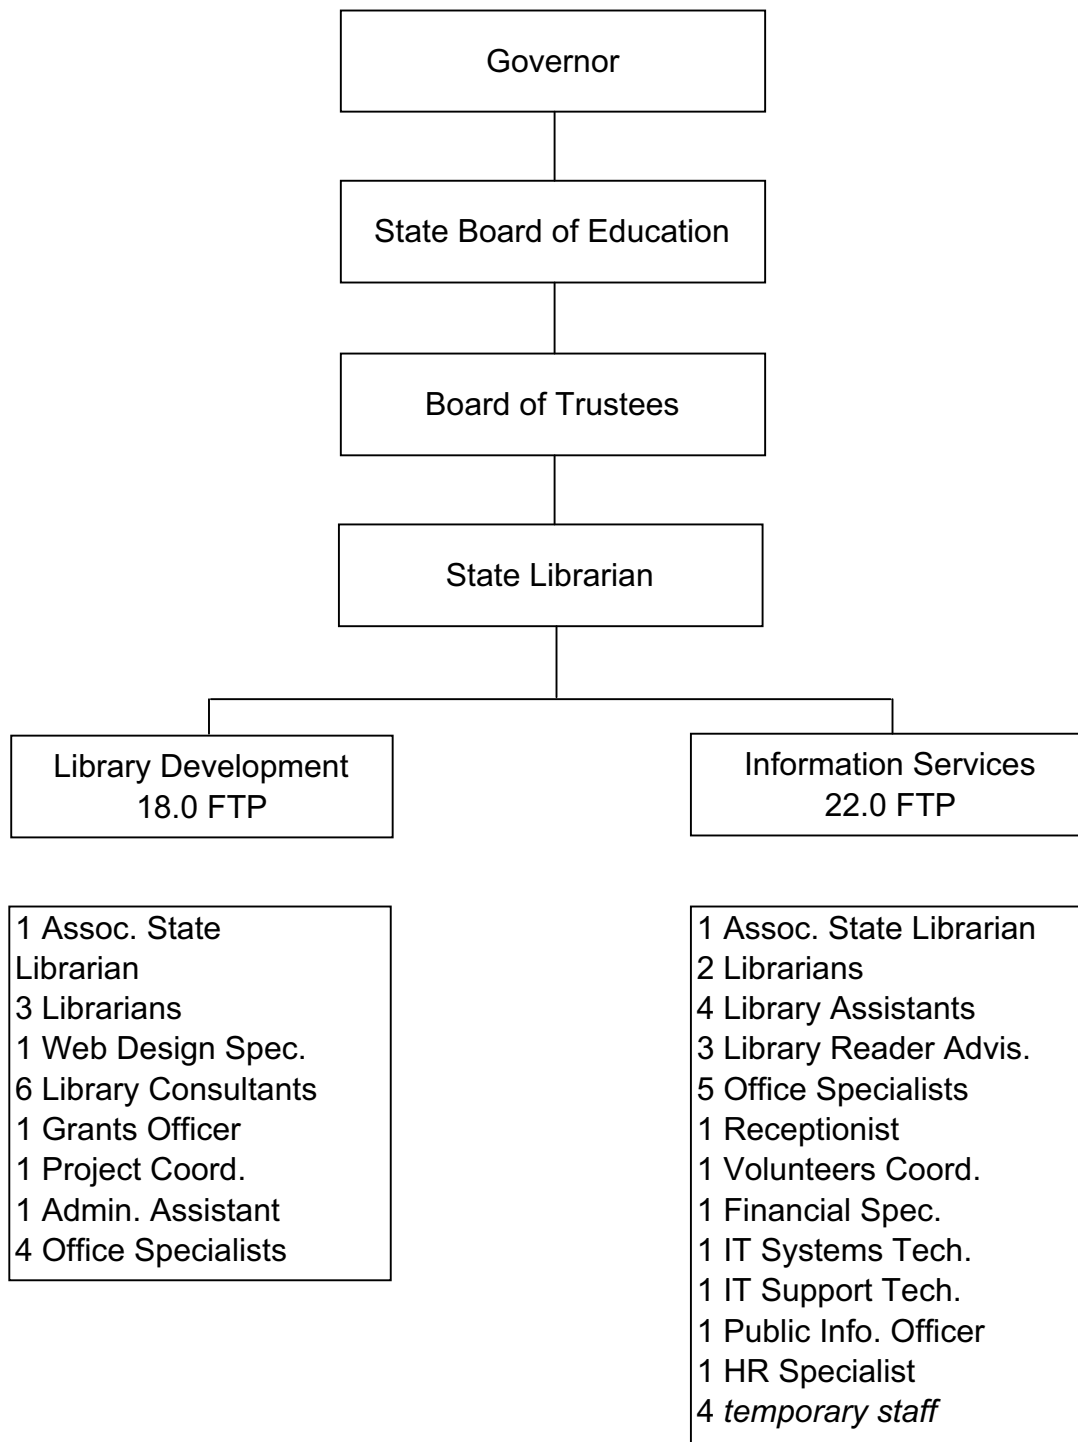 Governor
State Board of Education
Board of Trustees
State Librarian
Library Development
18.0 FTP
Information Services
22.0 FTP
1 Assoc. State
Librarian
3 Librarians
1 Web Design Spec.
6 Library Consultants
1 Grants Officer
1 Project Coord.
1 Admin. Assistant
4 Office Specialists
1 Assoc. State Librarian
2 Librarians
4 Library Assistants
3 Library Reader Advis.
5 Office Specialists
1 Receptionist
1 Volunteers Coord.
1 Financial Spec.
1 IT Systems Tech.
1 IT Support Tech.
1 Public Info. Officer
1 HR Specialist
4 temporary staff